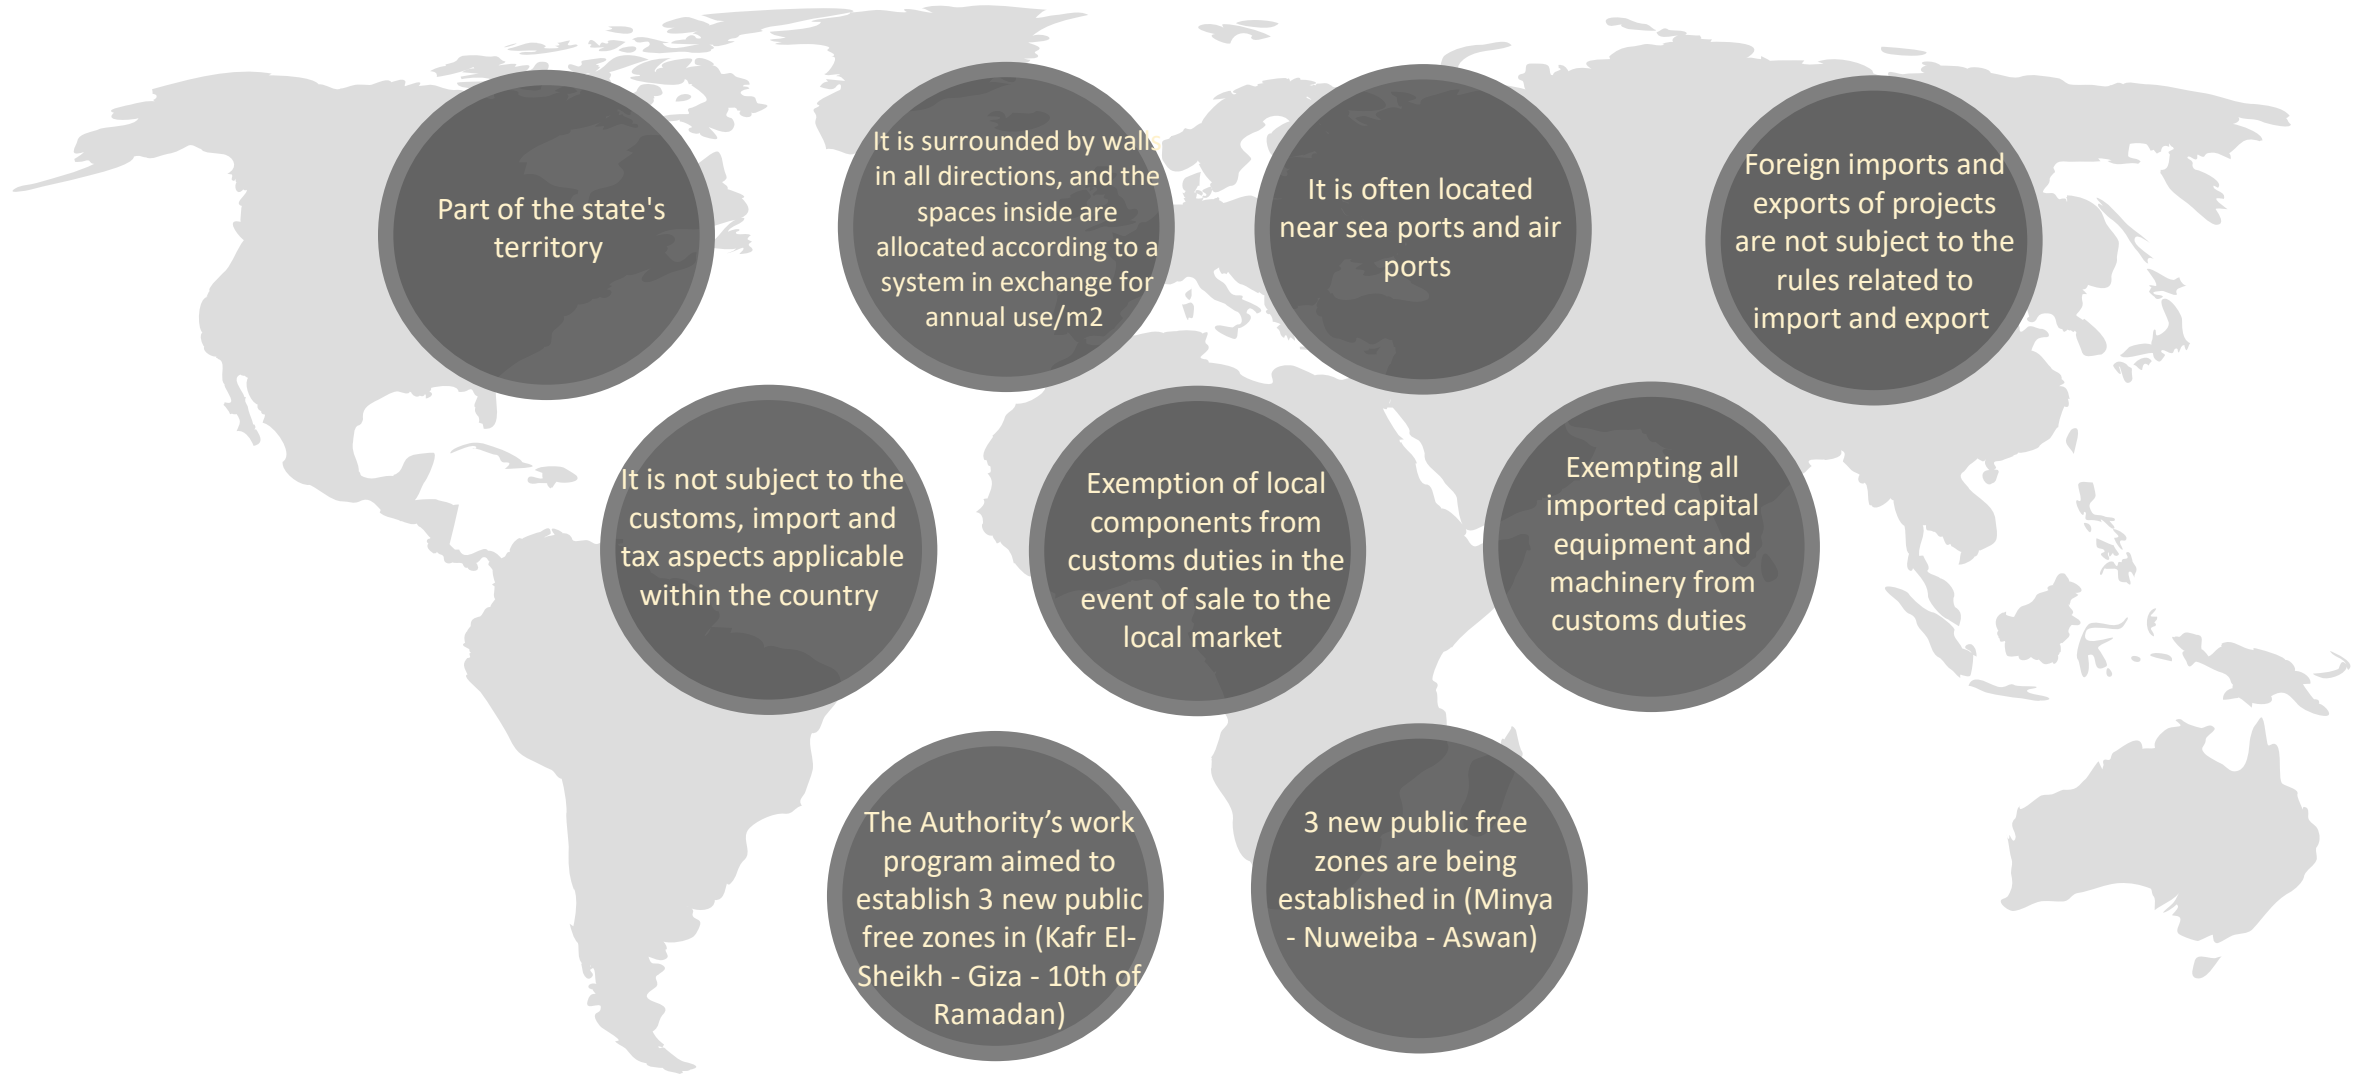 Part of the state's
territory
It is surrounded by walls
in all directions, and the
spaces inside are
allocated according to a
system in exchange for
annual use/m2
It is often located
near sea ports and air
ports
Foreign imports and
exports of projects
are not subject to the
rules related to
import and export
It is not subject to the
customs, import and
tax aspects applicable
within the country
Exemption of local
components from
customs duties in the
event of sale to the
local market
Exempting all
imported capital
equipment and
machinery from
customs duties
The Authority’s work
program aimed to
establish 3 new public
free zones in (Kafr El-
Sheikh - Giza - 10th of
Ramadan)
3 new public free
zones are being
established in (Minya
- Nuweiba - Aswan)